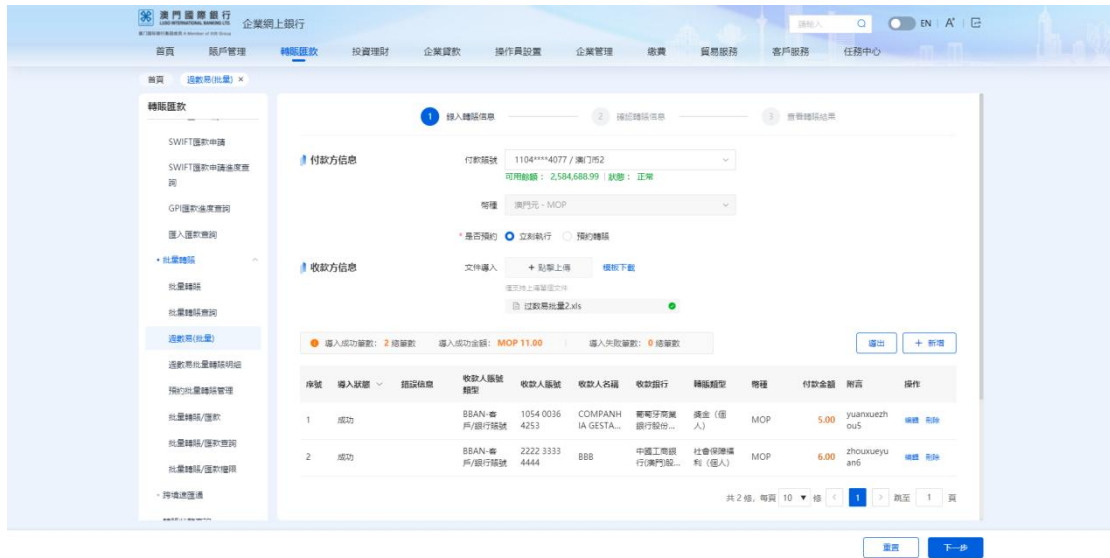 澳門國際銀行
LUSO INTERNATIONAL BANKING LTD.
企業網上銀行
請輸入
EN
首頁 賬戶管理 轉賬匯款 投資理財 企業貸款 操作員設置 企業管理 繳費 貿易服務 客戶服務 任務中心
首頁 過數易(批量) ×
轉賬匯款
SWIFT匯款申請
SWIFT匯款申請進度查
詢
GPI匯款進度查詢
匯入匯款查詢
批量轉賬
批量轉賬
批量轉賬查詢
過數易(批量)
過數易批量轉賬明細
預約批量轉賬管理
批量轉賬/匯款
批量轉賬/匯款查詢
批量轉賬/匯款權限
跨境速匯通
1 錄入轉賬信息 2 確認轉賬信息 3 查看轉賬結果
付款方信息
付款賬號 1104****4077 / 澳门f52
可用餘額： 2,584,688.99 狀態： 正常
幣種 澳門元 - MOP
* 是否預約 立刻執行 預約轉賬
收款方信息
文件導入 + 點擊上傳 模板下載
僅支持上傳單個文件
过数易批量2.xls
導入成功筆數： 2 總筆數 導入成功金額： MOP 11.00 導入失敗筆數： 0 總筆數
導出 + 新增
序號 導入狀態 錯誤信息 收款人賬號類型 收款人賬號 收款人名稱 收款銀行 轉賬類型 幣種 付款金額 附言 操作
1 成功 BBAN-客戶/銀行賬號 1054 0036 4253 COMPANHIA GESTA... 葡萄牙商業銀行股份... 獎金（個人） MOP 5.00 yuanxuezhou5 編輯 刪除
2 成功 BBAN-客戶/銀行賬號 2222 3333 4444 BBB 中國工商銀行(澳門)股... 社會保障福利（個人） MOP 6.00 zhouxueyuan6 編輯 刪除
共 2 條, 每頁 10 條 1 跳至 1 頁
重置 下一步